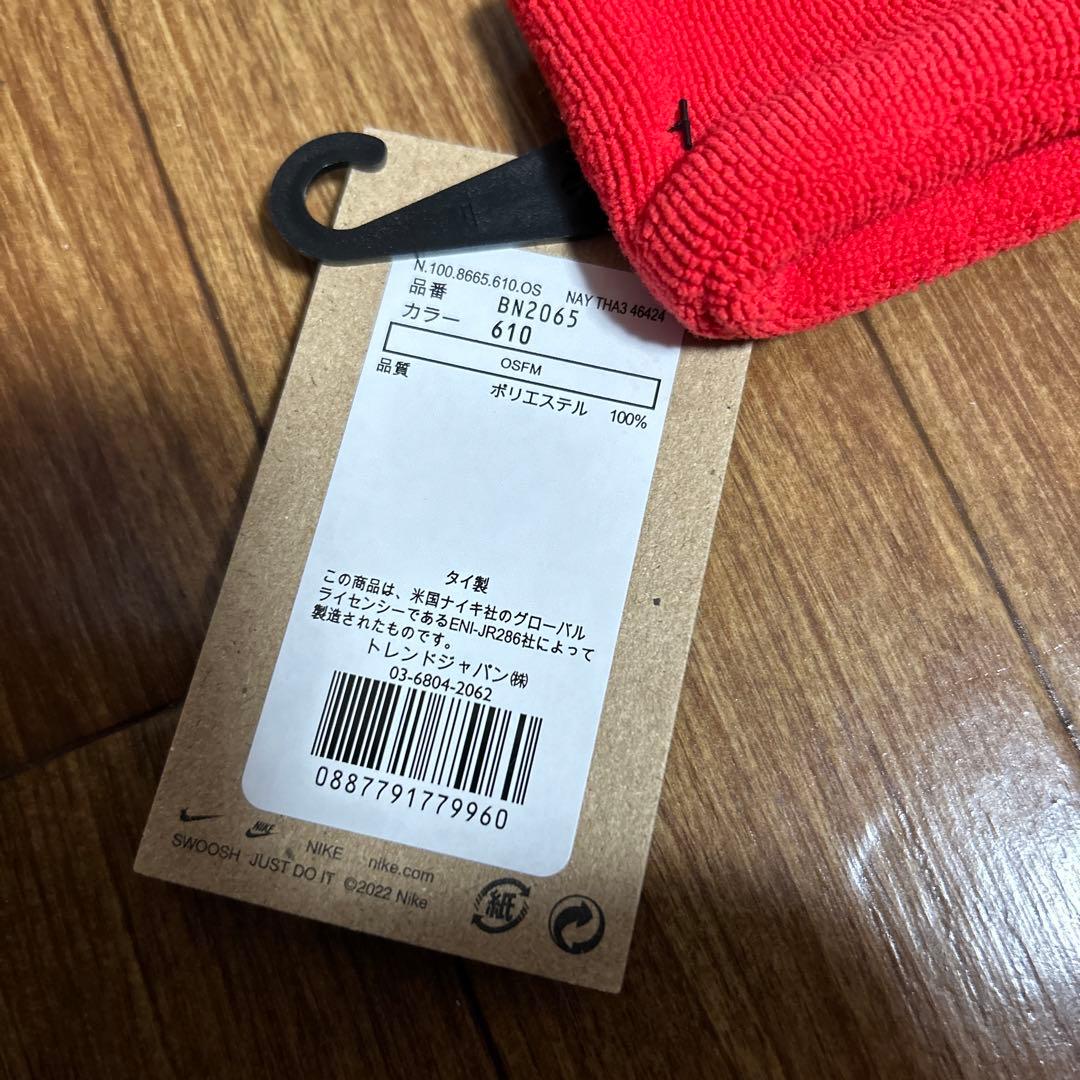 N.100.8665.610.OS NAY THA3 46424
品番 BN2065
カラー 610
OSFM
品質
ポリエステル 100%
タイ製
この商品は、米国ナイキ社のグローバル
ライセンシーであるENI-JR286社によって
製造されたものです。
トレンドジャパン㈱
03-6804-2062
0887791779960
NIKE NIKE nike.com
SWOOSH JUST DO IT ©2022 Nike
紙